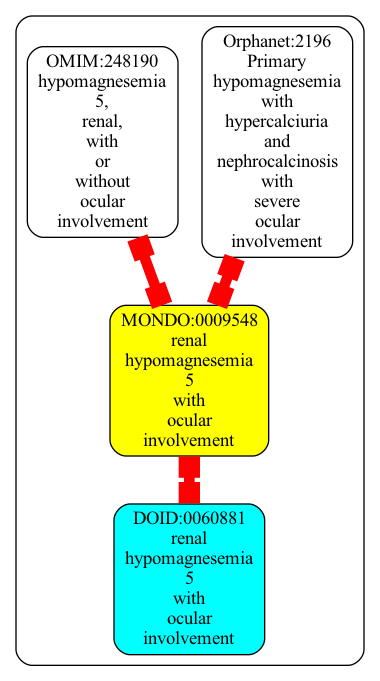 OMIM:248190
hypomagnesemia
5,
renal,
with
or
without
ocular
involvement
Orphanet:2196
Primary
hypomagnesemia
with
hypercalciuria
and
nephrocalcinosis
with
severe
ocular
involvement
MONDO:0009548
renal
hypomagnesemia
5
with
ocular
involvement
DOID:0060881
renal
hypomagnesemia
5
with
ocular
involvement